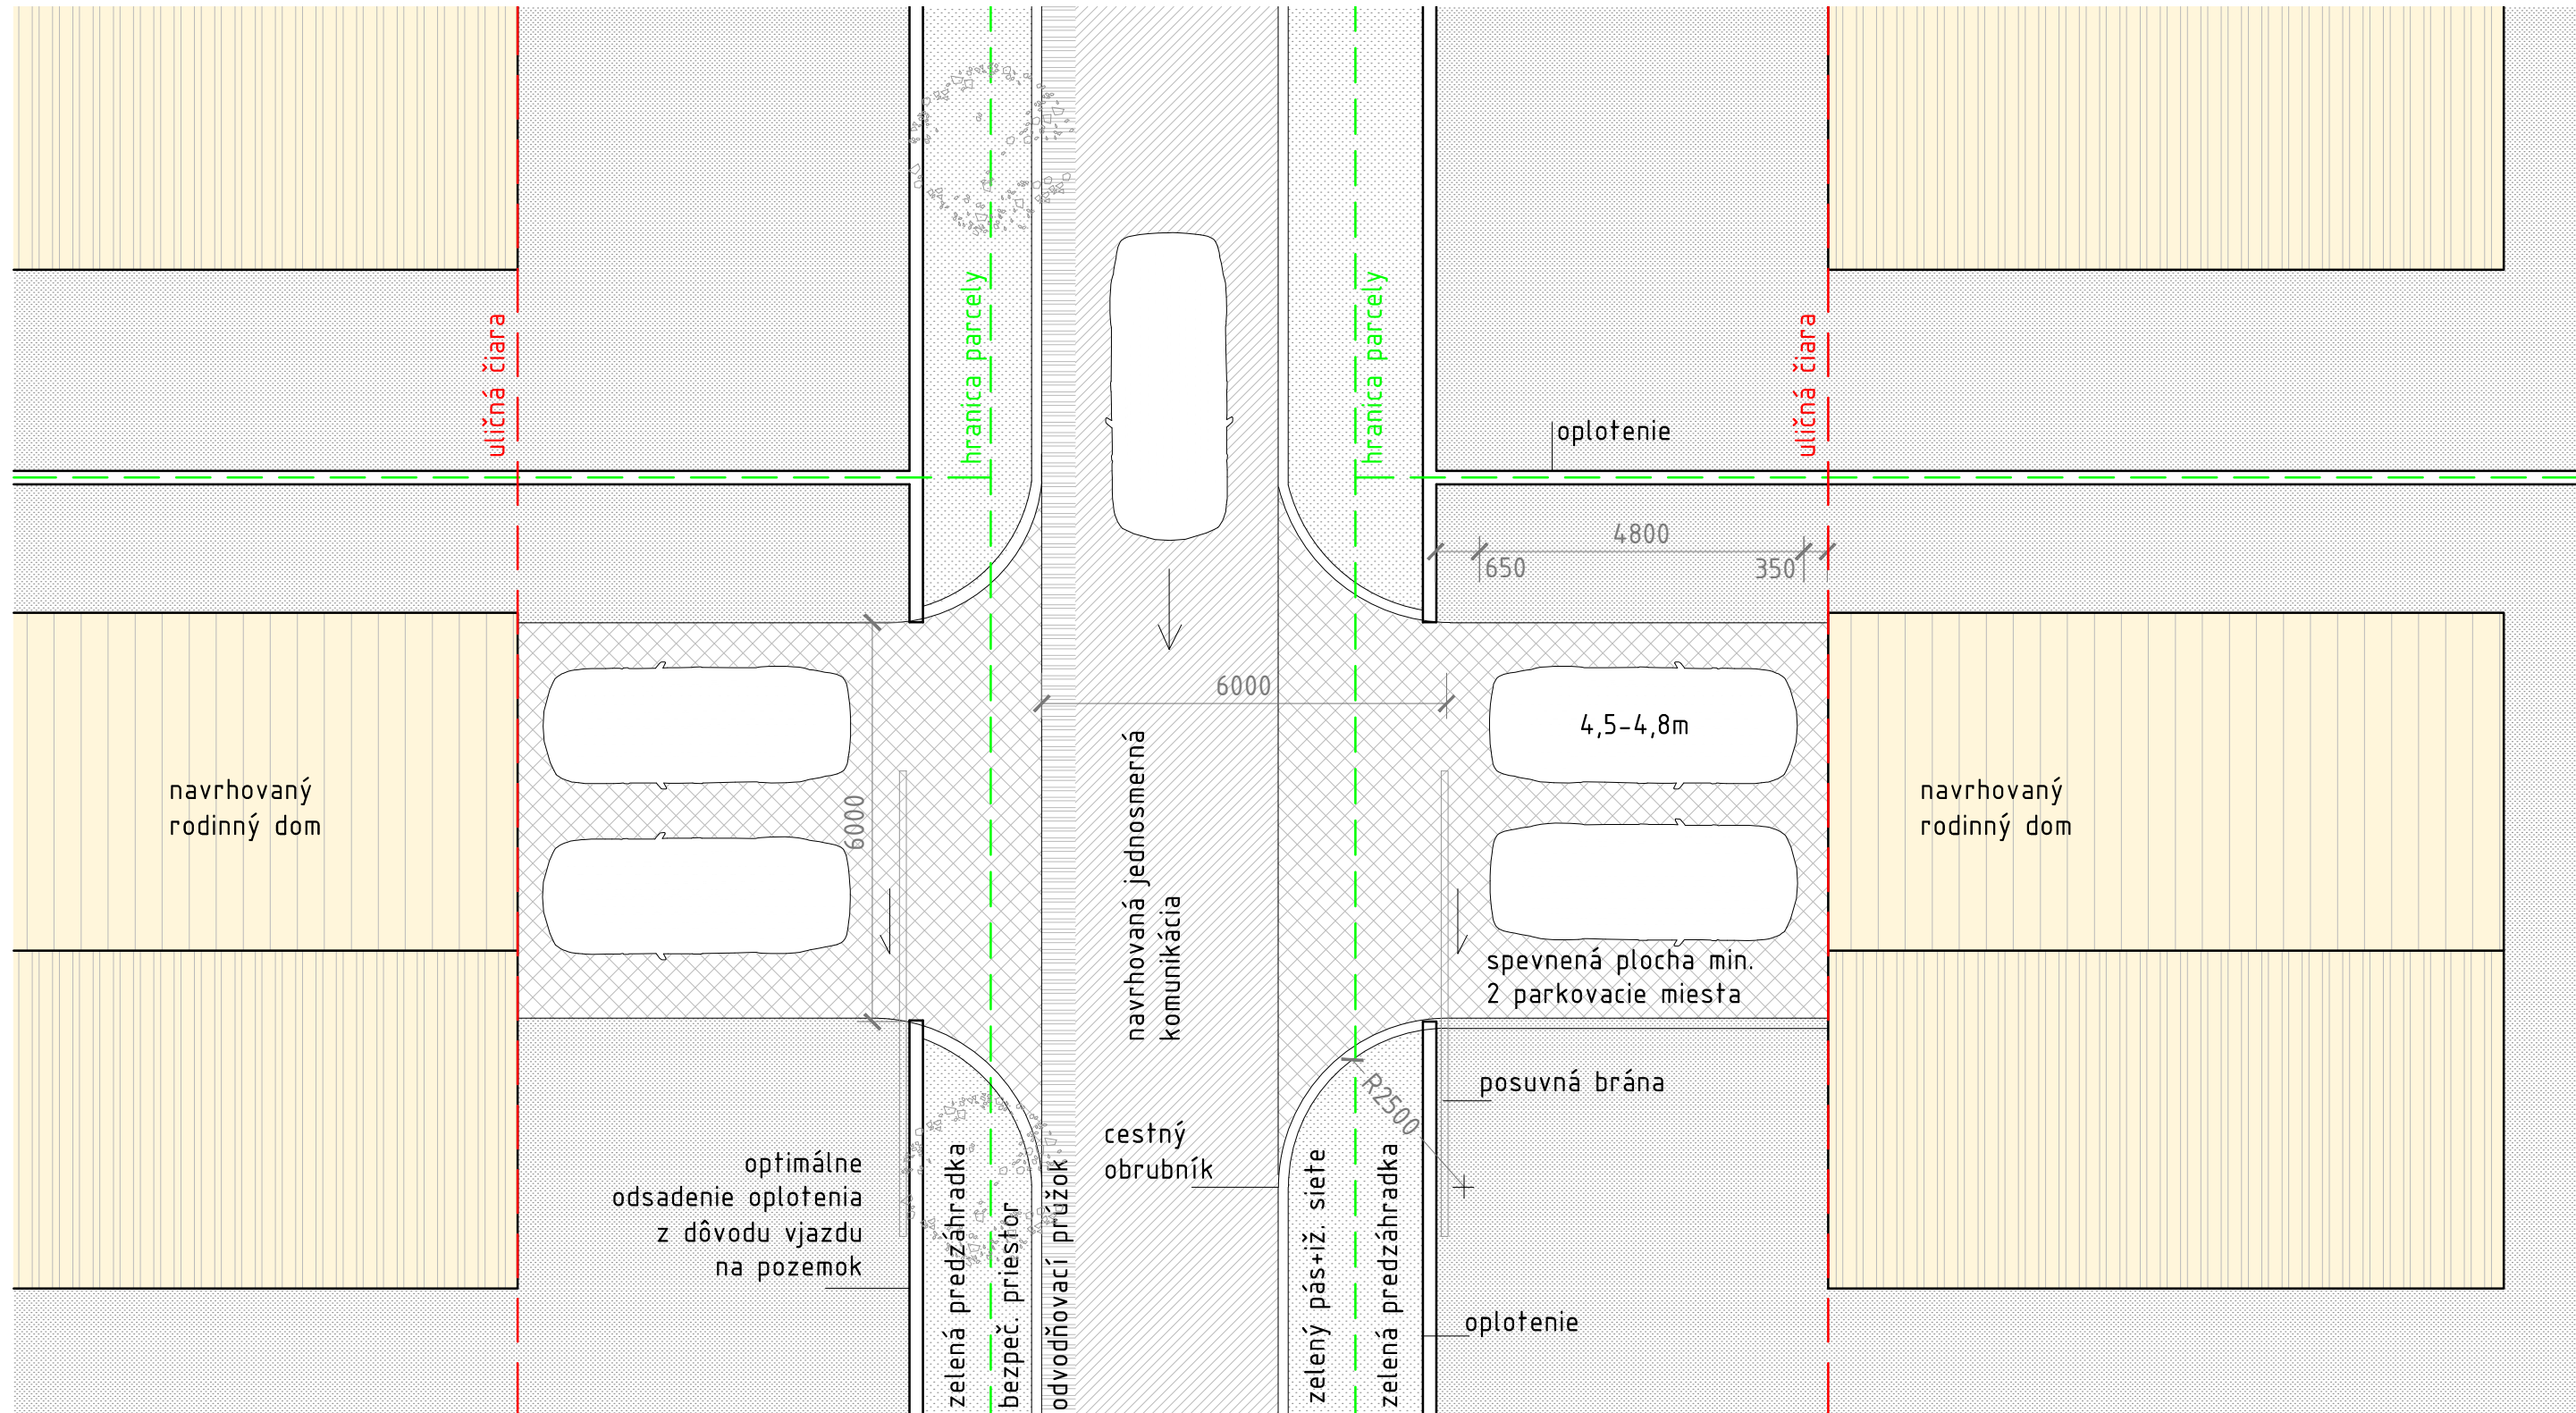 hranica parcely
hranica parcely
uličná čiara
uličná čiara
oplotenie
4800
650
350
6000
4,5-4,8m
navrhovaný
rodinný dom
6000
navrhovaná jednosmerná
komunikácia
navrhovaný
rodinný dom
spevnená plocha min.
2 parkovacie miesta
posuvná brána
R2500
cestný
obrubník
optimálne
odsadenie oplotenia
z dôvodu vjazdu
na pozemok
zelená predzáhradka
bezpeč. priestor
odvodňovací prúžok
zelený pás+iž. siete
zelená predzáhradka
oplotenie